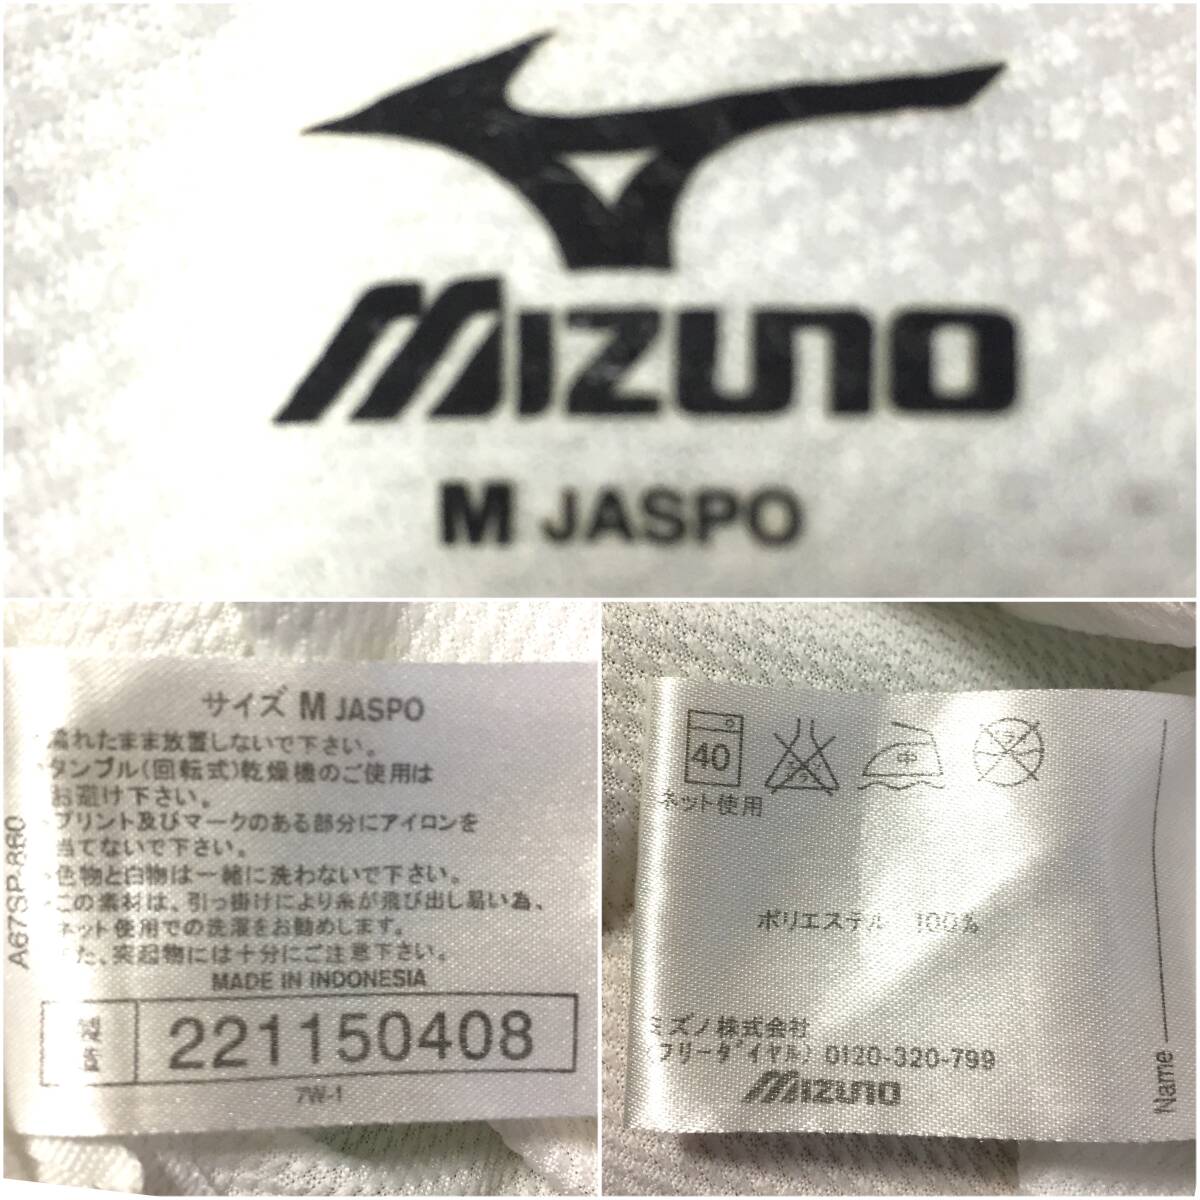 MIZUNO
M JASPO
サイズ M JASPO
濡れたまま放置しないで下さい。
タンブル(回転式)乾燥機のご使用は
お避け下さい。
プリント及びマークのある部分にアイロンを
当てないで下さい。
色物と白物は一緒に洗わないで下さい。
この素材は、引っ掛けにより糸が飛び出し易い為、
ネット使用での洗濯をお勧めします。
また、突起物には十分にご注意下さい。
MADE IN INDONESIA
製造 221150408
7W-1
A67SP-860
40 中
ネット使用
ポリエステル 100%
ミズノ株式会社
(フリーダイヤル) 0120-320-799
MIZUNO
Name